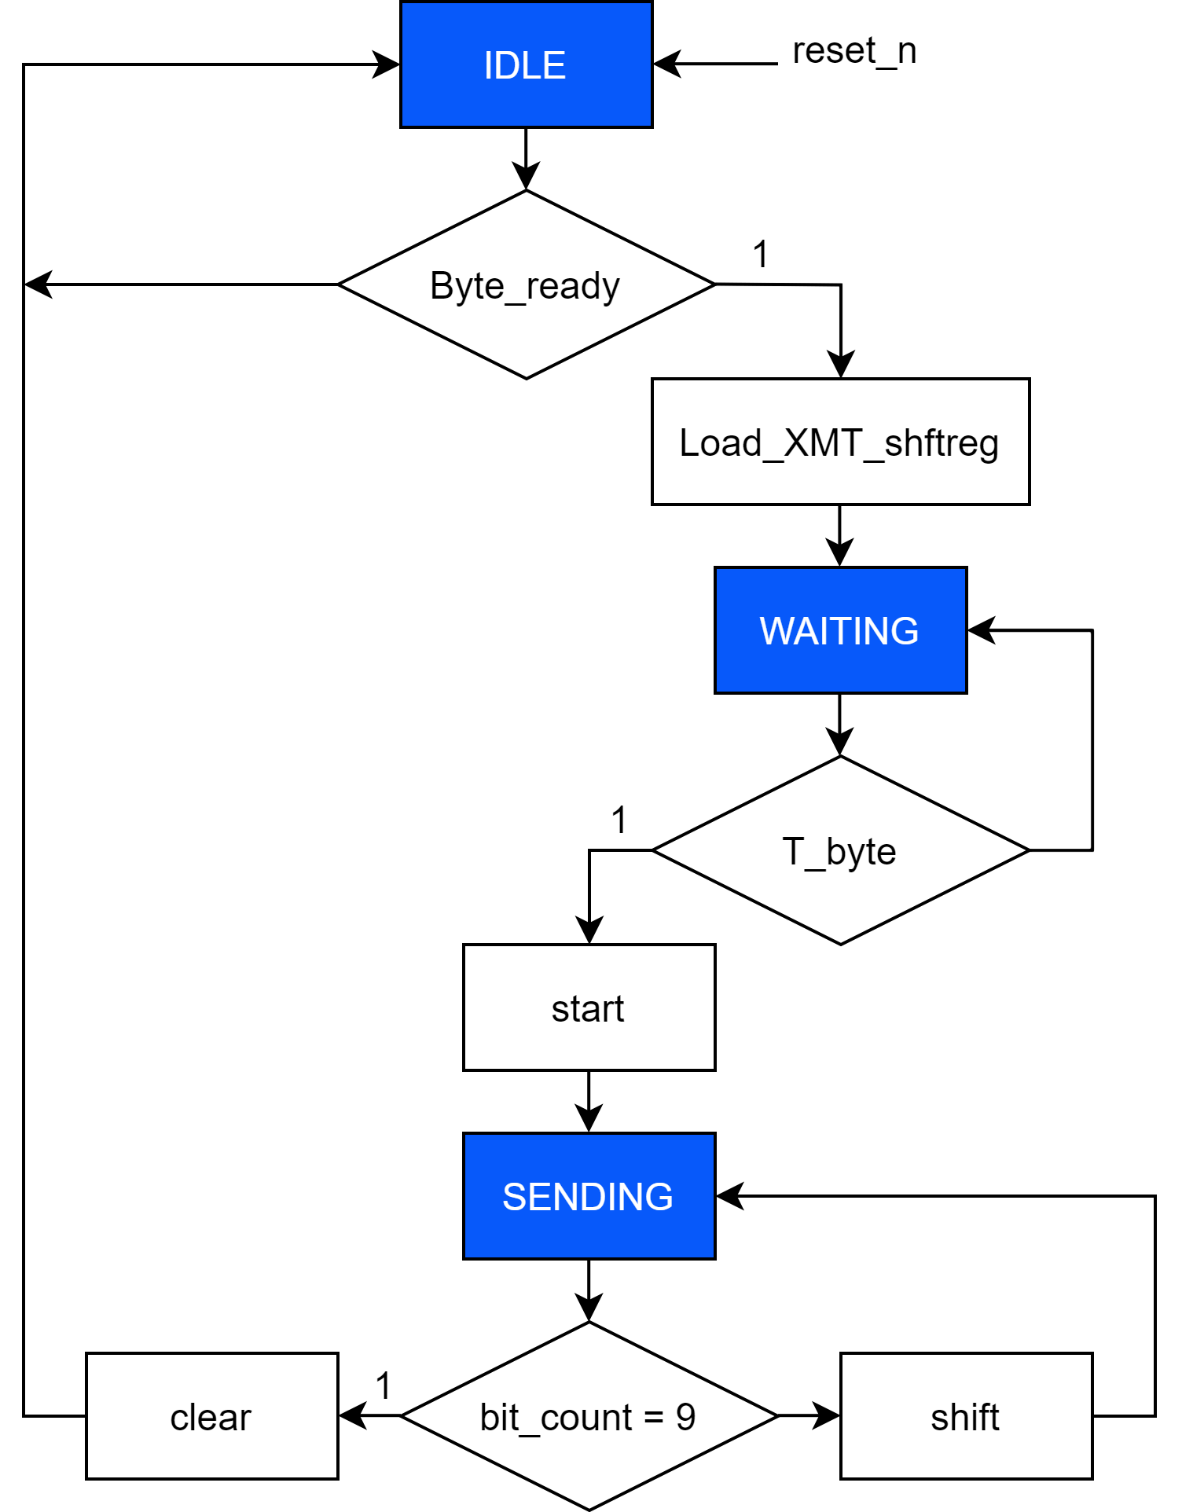 IDLE
reset_n
Byte_ready
1
Load_XMT_shftreg
WAITING
1
T_byte
start
SENDING
clear
1
bit_count = 9
shift